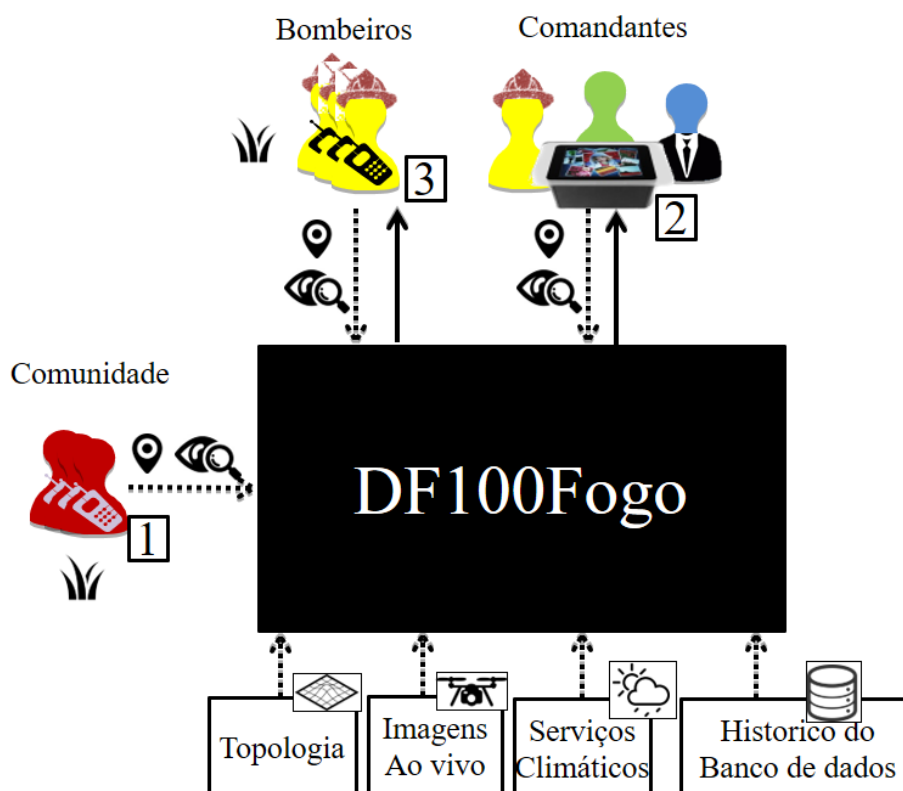 Bombeiros
Comandantes
3
2
Comunidade
1
DF100Fogo
Topologia
Imagens
Ao vivo
Serviços
Climáticos
Historico do
Banco de dados